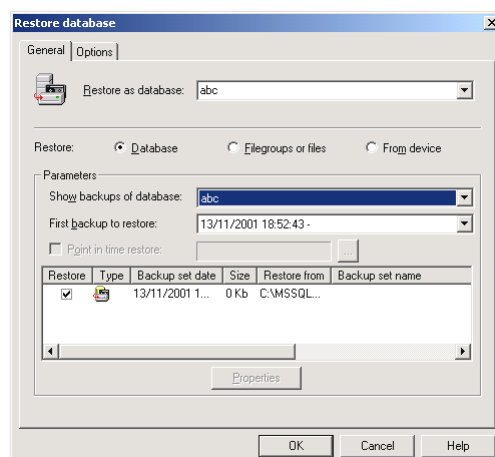 Restore database
General Options
Restore as database: abc
Restore: Database Filegroups or files From device
Parameters
Show backups of database: abc
First backup to restore: 13/11/2001 18:52:43 -
Point in time restore: ...
Restore Type Backup set date Size Restore from Backup set name
13/11/2001 1... 0 Kb C:\MSSQL...
Properties
OK Cancel Help